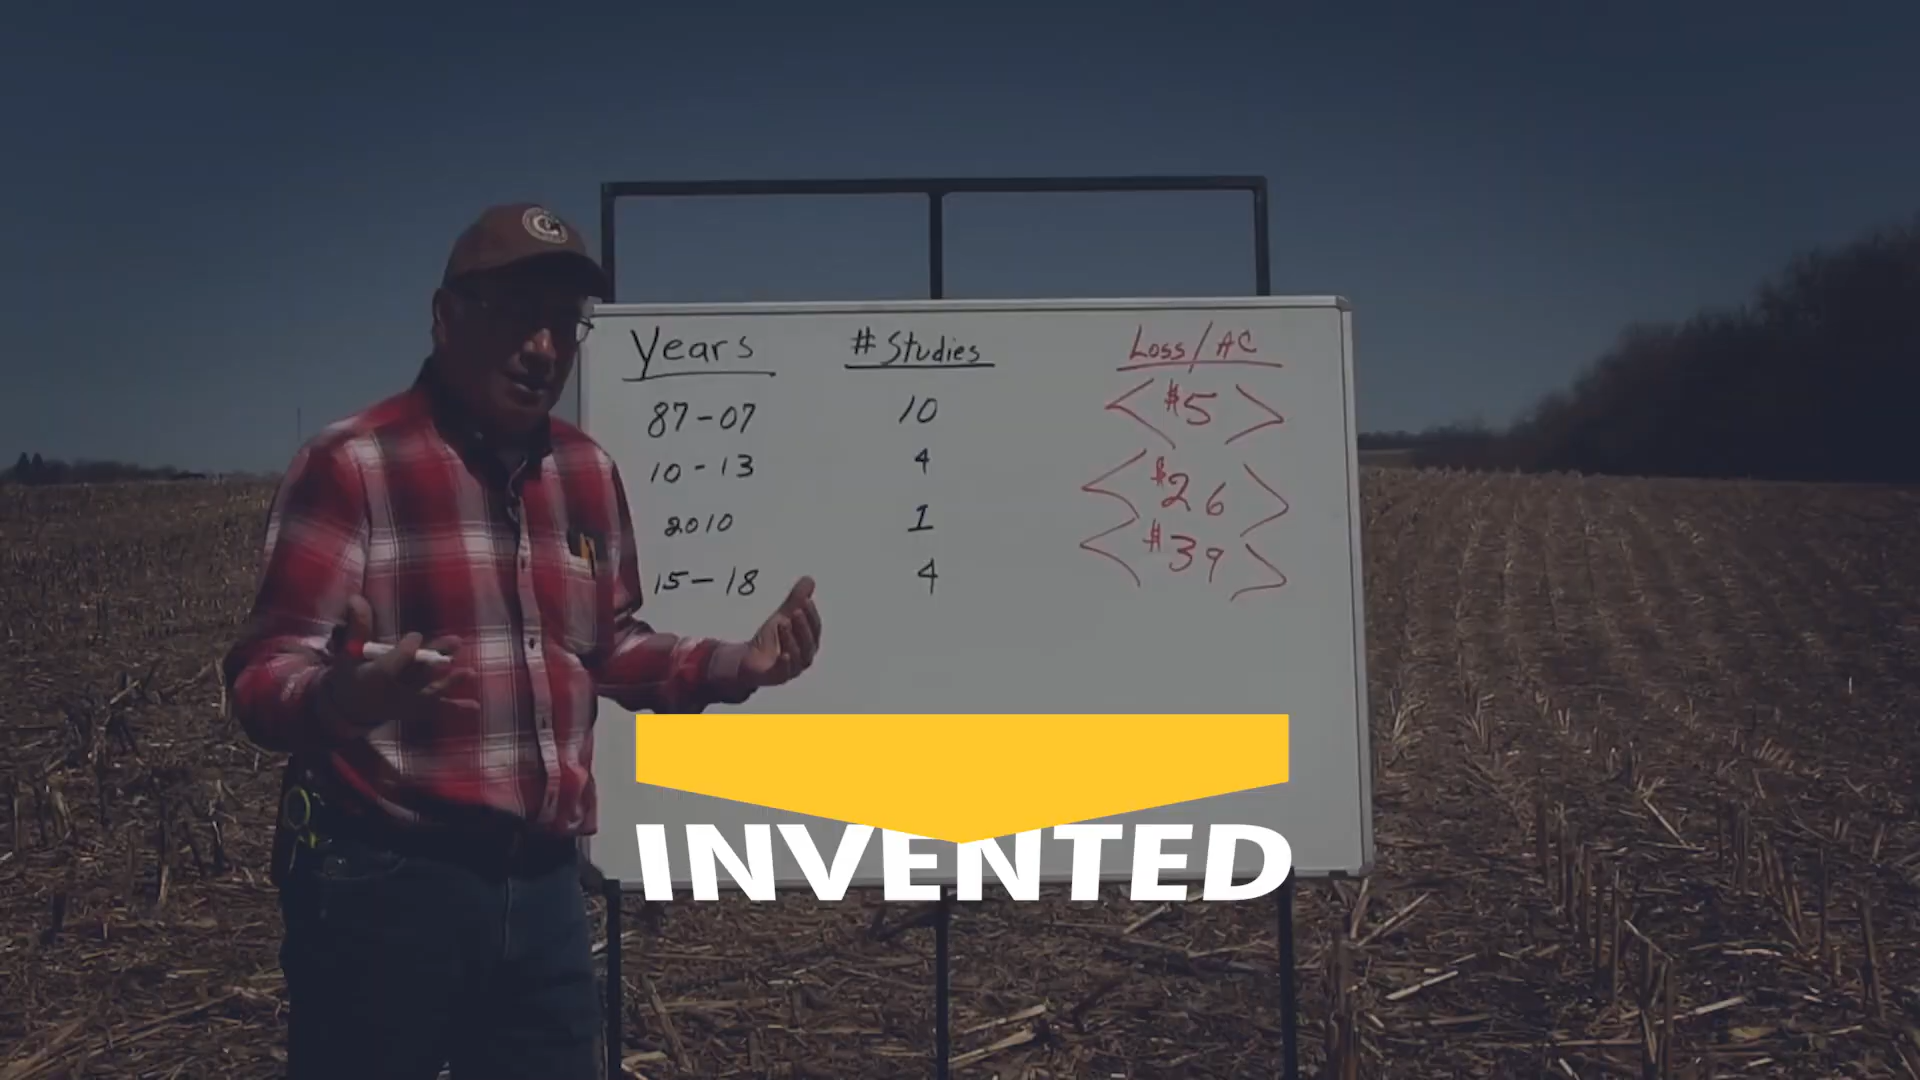 Years # Studies Loss/AC
87-07 10 <$5>
10-13 4 <$26>
2010 1 <$39>
15-18 4
INVENTED